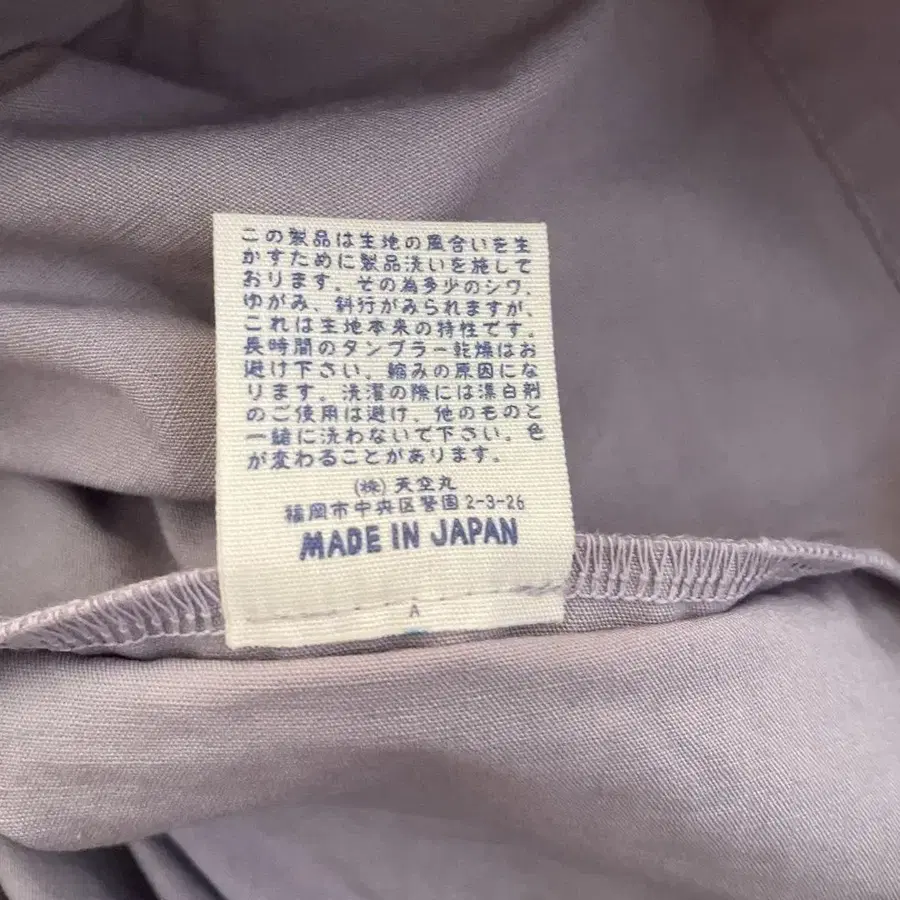 この製品は生地の風合いを生
かすために製品洗いを施して
おります。その為多少のシワ、
ゆがみ、斜行がみられますが、
これは生地本来の特性です。
長時間のタンブラー乾燥はお
避け下さい。縮みの原因にな
ります。洗濯の際には漂白剤
のご使用は避け、他のものと
一緒に洗わないで下さい。色
が変わることがあります。
(株)天空丸
福岡市中央区警固2-3-26
MADE IN JAPAN
A